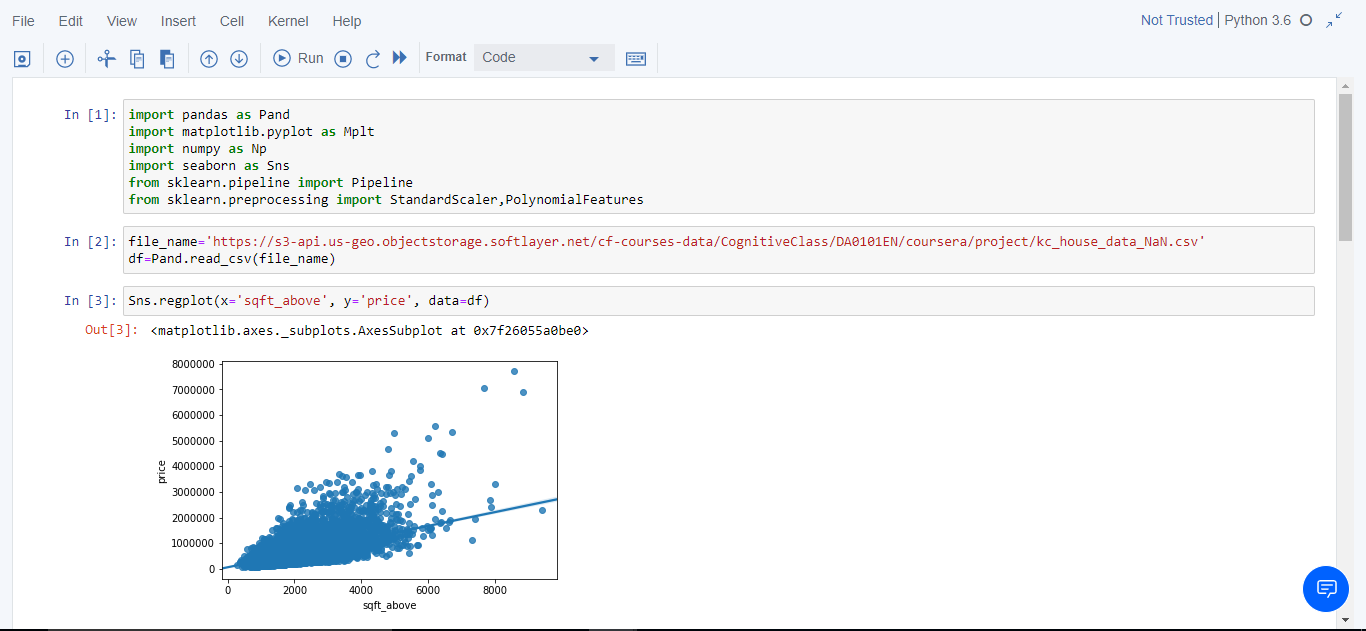 File Edit View Insert Cell Kernel Help
Not Trusted | Python 3.6
Run
Format Code
In [1]: import pandas as Pand
import matplotlib.pyplot as Mplt
import numpy as Np
import seaborn as Sns
from sklearn.pipeline import Pipeline
from sklearn.preprocessing import StandardScaler,PolynomialFeatures
In [2]: file_name='https://s3-api.us-geo.objectstorage.softlayer.net/cf-courses-data/CognitiveClass/DA0101EN/coursera/project/kc_house_data_NaN.csv'
df=Pand.read_csv(file_name)
In [3]: Sns.regplot(x='sqft_above', y='price', data=df)
Out[3]: <matplotlib.axes._subplots.AxesSubplot at 0x7f26055a0be0>
8000000
7000000
6000000
5000000
4000000
3000000
2000000
1000000
0
price
0 2000 4000 6000 8000
sqft_above